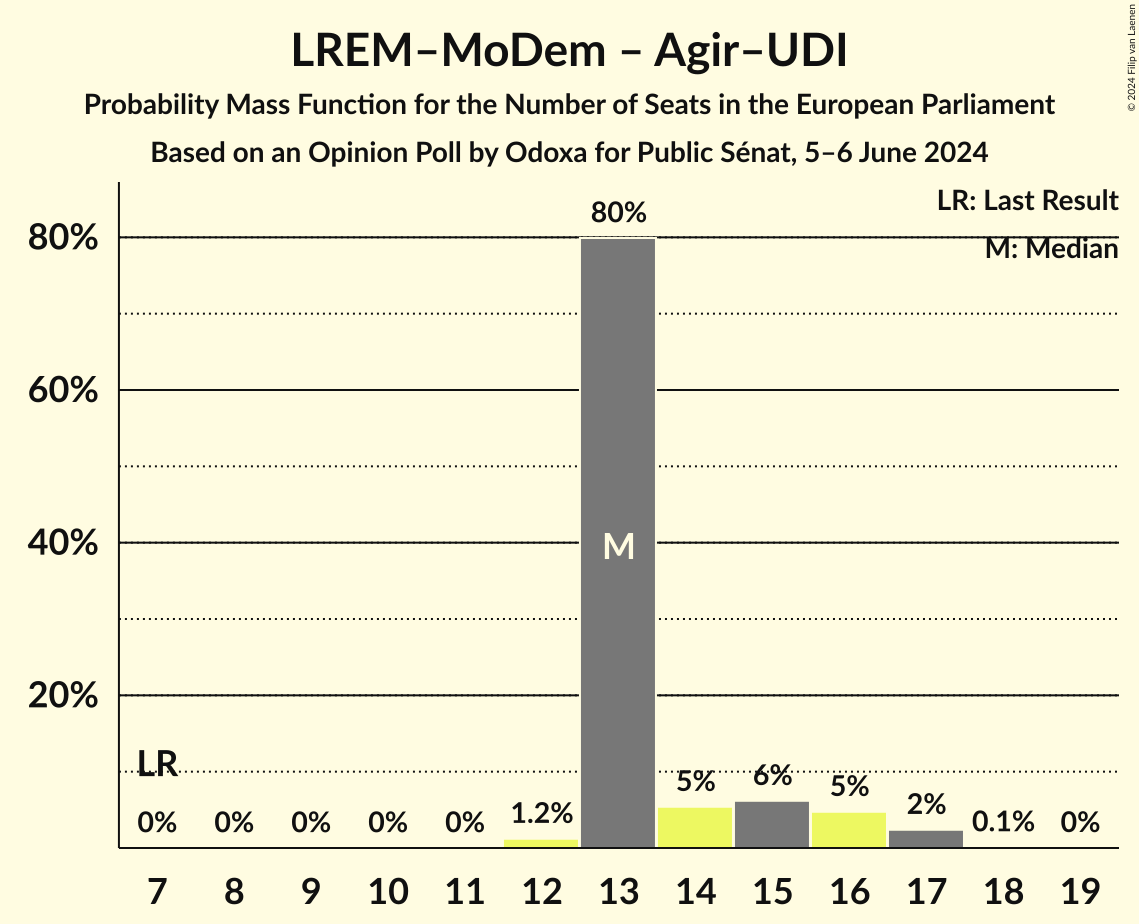 LREM–MoDem – Agir–UDI
Probability Mass Function for the Number of Seats in the European Parliament
Based on an Opinion Poll by Odoxa for Public Sénat, 5–6 June 2024
© 2024 Filip van Laenen
LR: Last Result
M: Median
80%
80%
60%
40%
20%
M
LR
0% 0% 0% 0% 0% 1.2% 5% 6% 5% 2% 0.1% 0%
7 8 9 10 11 12 13 14 15 16 17 18 19